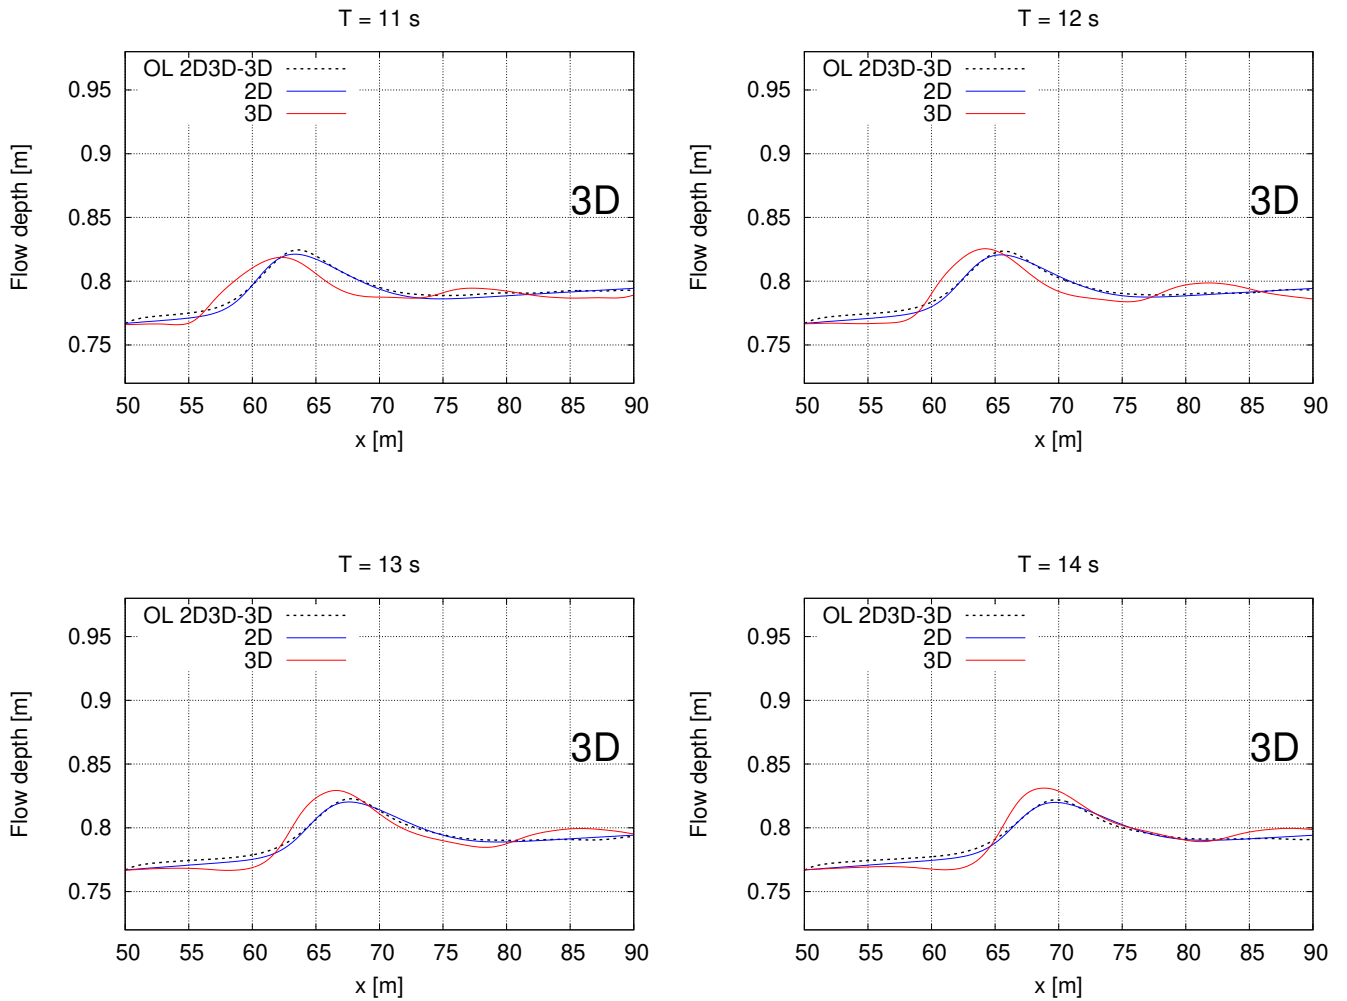 T = 11 s
OL 2D3D-3D
2D
3D
0.95
0.9
0.85
0.8
0.75
Flow depth [m]
3D
50 55 60 65 70 75 80 85 90
x [m]
T = 12 s
OL 2D3D-3D
2D
3D
0.95
0.9
0.85
0.8
0.75
Flow depth [m]
3D
50 55 60 65 70 75 80 85 90
x [m]
T = 13 s
OL 2D3D-3D
2D
3D
0.95
0.9
0.85
0.8
0.75
Flow depth [m]
3D
50 55 60 65 70 75 80 85 90
x [m]
T = 14 s
OL 2D3D-3D
2D
3D
0.95
0.9
0.85
0.8
0.75
Flow depth [m]
3D
50 55 60 65 70 75 80 85 90
x [m]